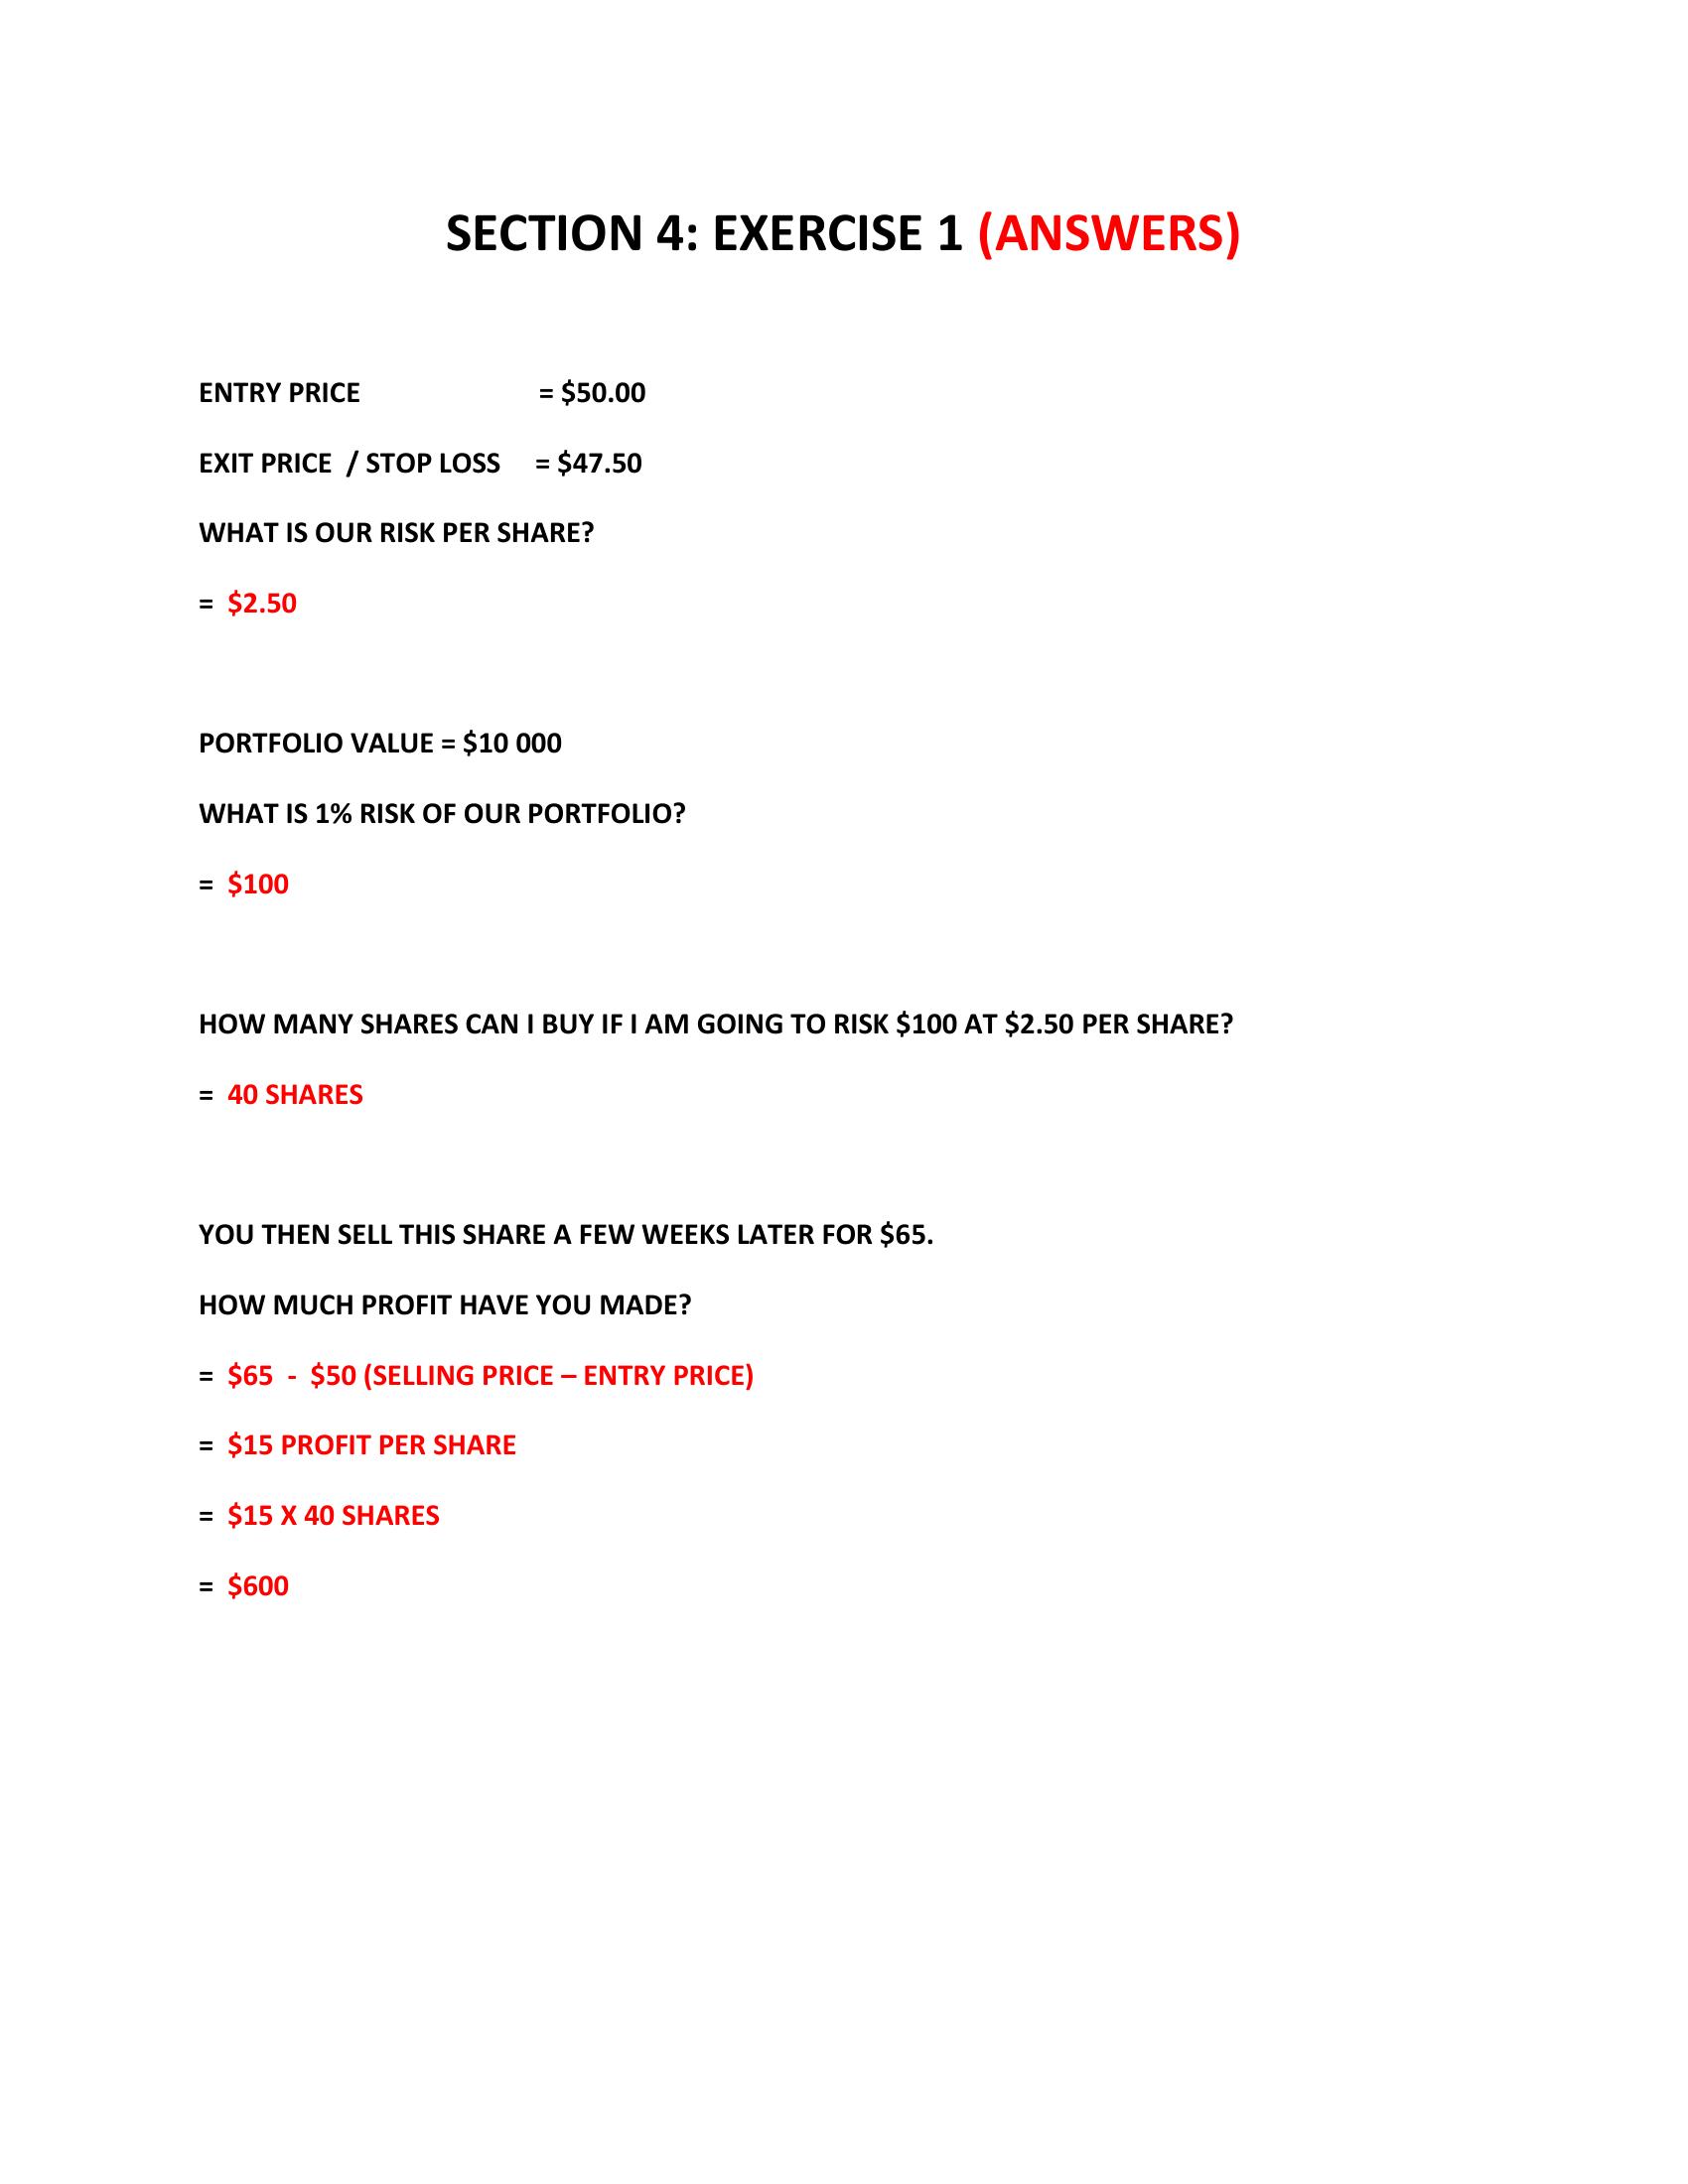 SECTION 4: EXERCISE 1 (ANSWERS)
ENTRY PRICE = $50.00
EXIT PRICE / STOP LOSS = $47.50
WHAT IS OUR RISK PER SHARE?
= $2.50
PORTFOLIO VALUE = $10 000
WHAT IS 1% RISK OF OUR PORTFOLIO?
= $100
HOW MANY SHARES CAN I BUY IF I AM GOING TO RISK $100 AT $2.50 PER SHARE?
= 40 SHARES
YOU THEN SELL THIS SHARE A FEW WEEKS LATER FOR $65.
HOW MUCH PROFIT HAVE YOU MADE?
= $65 - $50 (SELLING PRICE – ENTRY PRICE)
= $15 PROFIT PER SHARE
= $15 X 40 SHARES
= $600